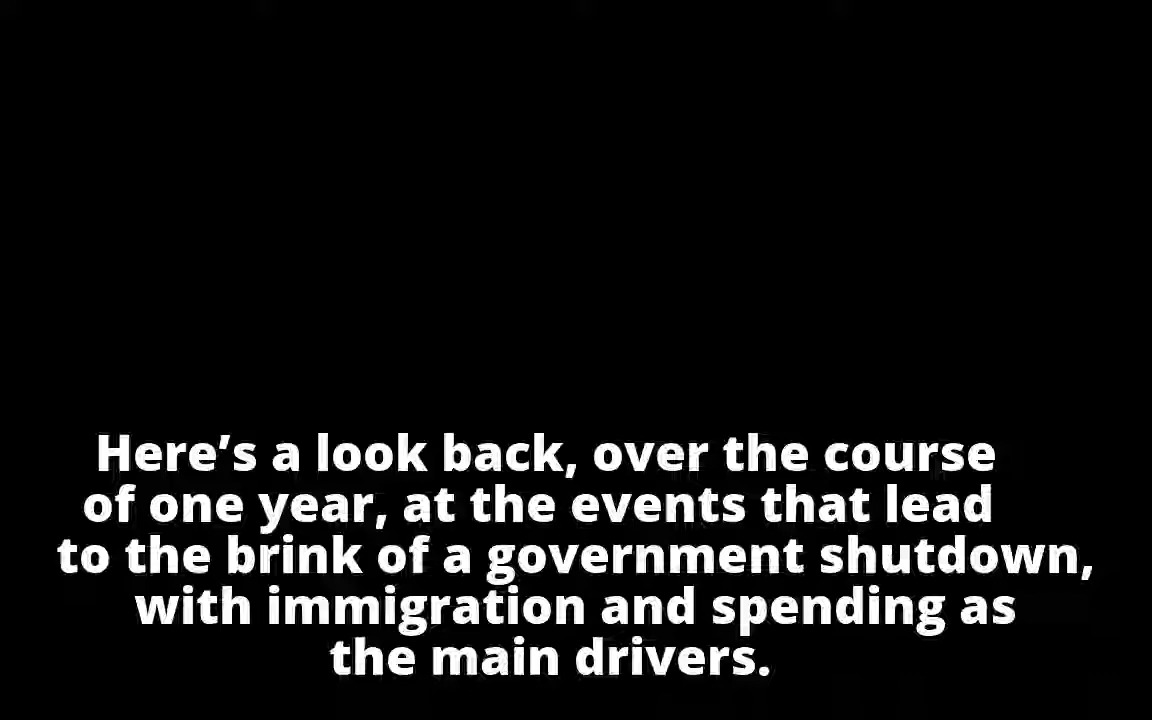 Here’s a look back, over the course
of one year, at the events that lead
to the brink of a government shutdown,
with immigration and spending as
the main drivers.